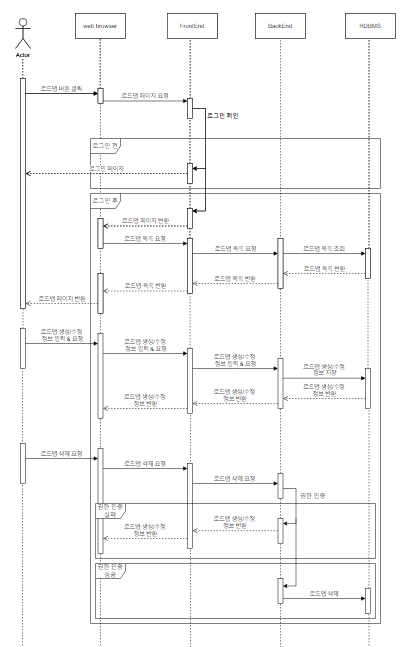 web browser
FrontEnd
BackEnd
RDBMS
Actor
로드맵 버튼 클릭
로드맵 페이지 요청
로그인 확인
로그인 전
로그인 페이지
로그인 후
로드맵 페이지 반환
로드맵 목록 요청
로드맵 목록 요청
로드맵 목록 조회
로드맵 목록 반환
로드맵 목록 반환
로드맵 목록 반환
로드맵 페이지 반환
로드맵 생성/수정
정보 입력 & 요청
로드맵 생성/수정
정보 입력 & 요청
로드맵 생성/수정
정보 입력 & 요청
로드맵 생성/수정
정보 저장
로드맵 생성/수정
정보 반환
로드맵 생성/수정
정보 반환
로드맵 생성/수정
정보 반환
로드맵 삭제 요청
로드맵 삭제 요청
로드맵 삭제 요청
권한 인증
권한 인증
실패
로드맵 생성/수정
정보 반환
로드맵 생성/수정
정보 반환
권한 인증
성공
로드맵 삭제